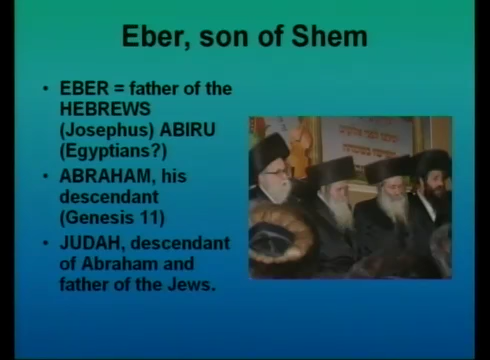 Eber, son of Shem
• EBER = father of the
HEBREWS
(Josephus) ABIRU
(Egyptians?)
• ABRAHAM, his
descendant
(Genesis 11)
• JUDAH, descendant
of Abraham and
father of the Jews.